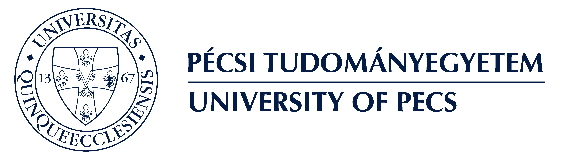 UNIVERSITAS
QUINQUEECCLESIENSIS
13 67
PÉCSI TUDOMÁNYEGYETEM
UNIVERSITY OF PECS